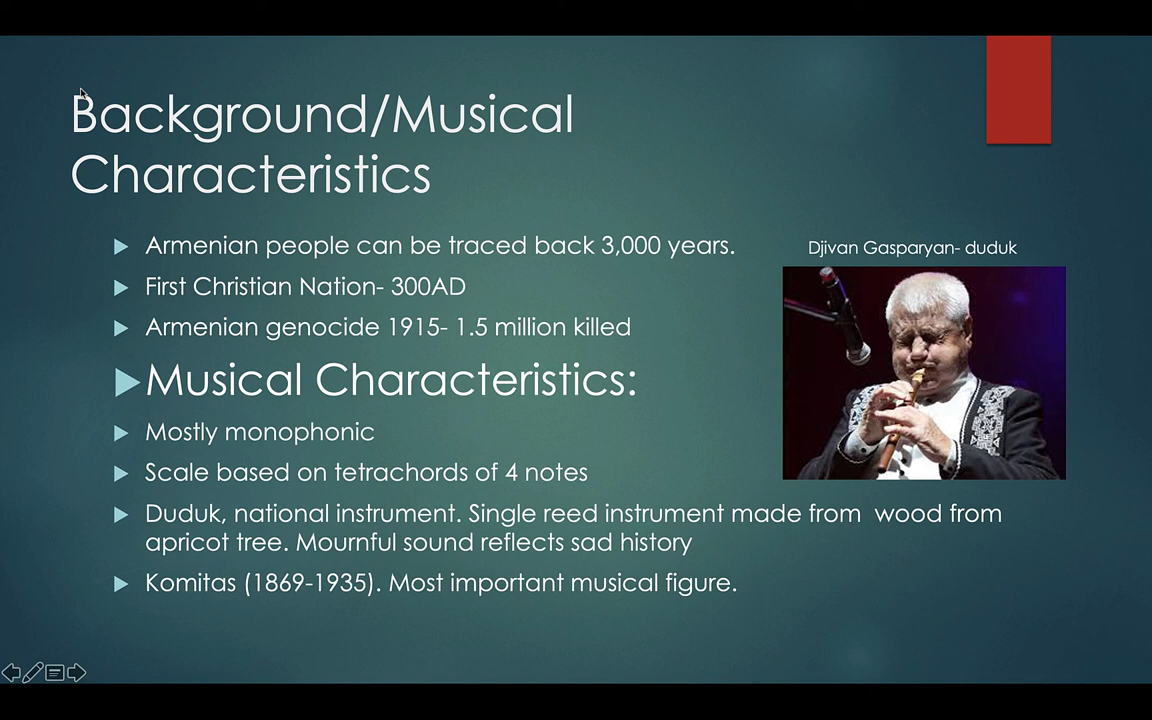 Background/Musical
Characteristics
Armenian people can be traced back 3,000 years.
First Christian Nation- 300AD
Armenian genocide 1915- 1.5 million killed
Musical Characteristics:
Mostly monophonic
Scale based on tetrachords of 4 notes
Duduk, national instrument. Single reed instrument made from  wood from
apricot tree. Mournful sound reflects sad history
Komitas (1869-1935). Most important musical figure.
Djivan Gasparyan- duduk